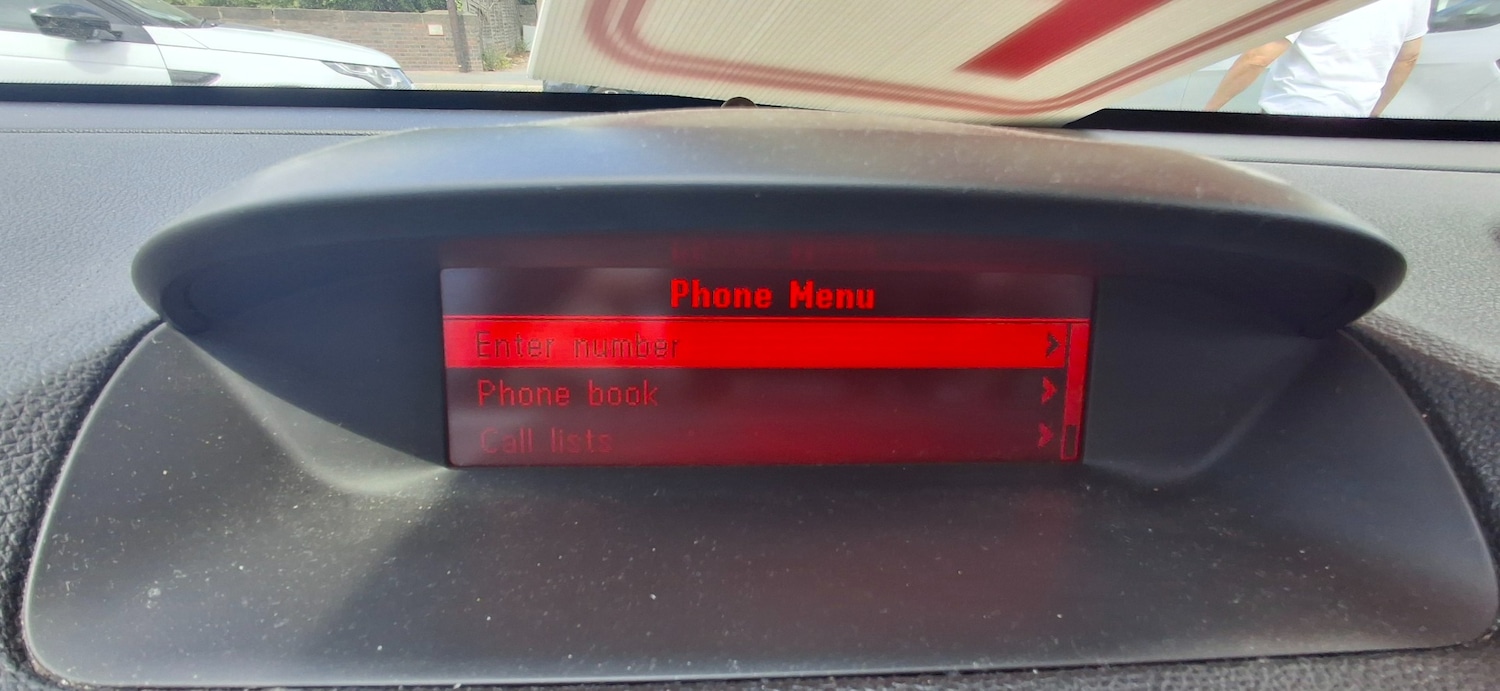 Phone Menu
Enter number
Phone book
Call lists